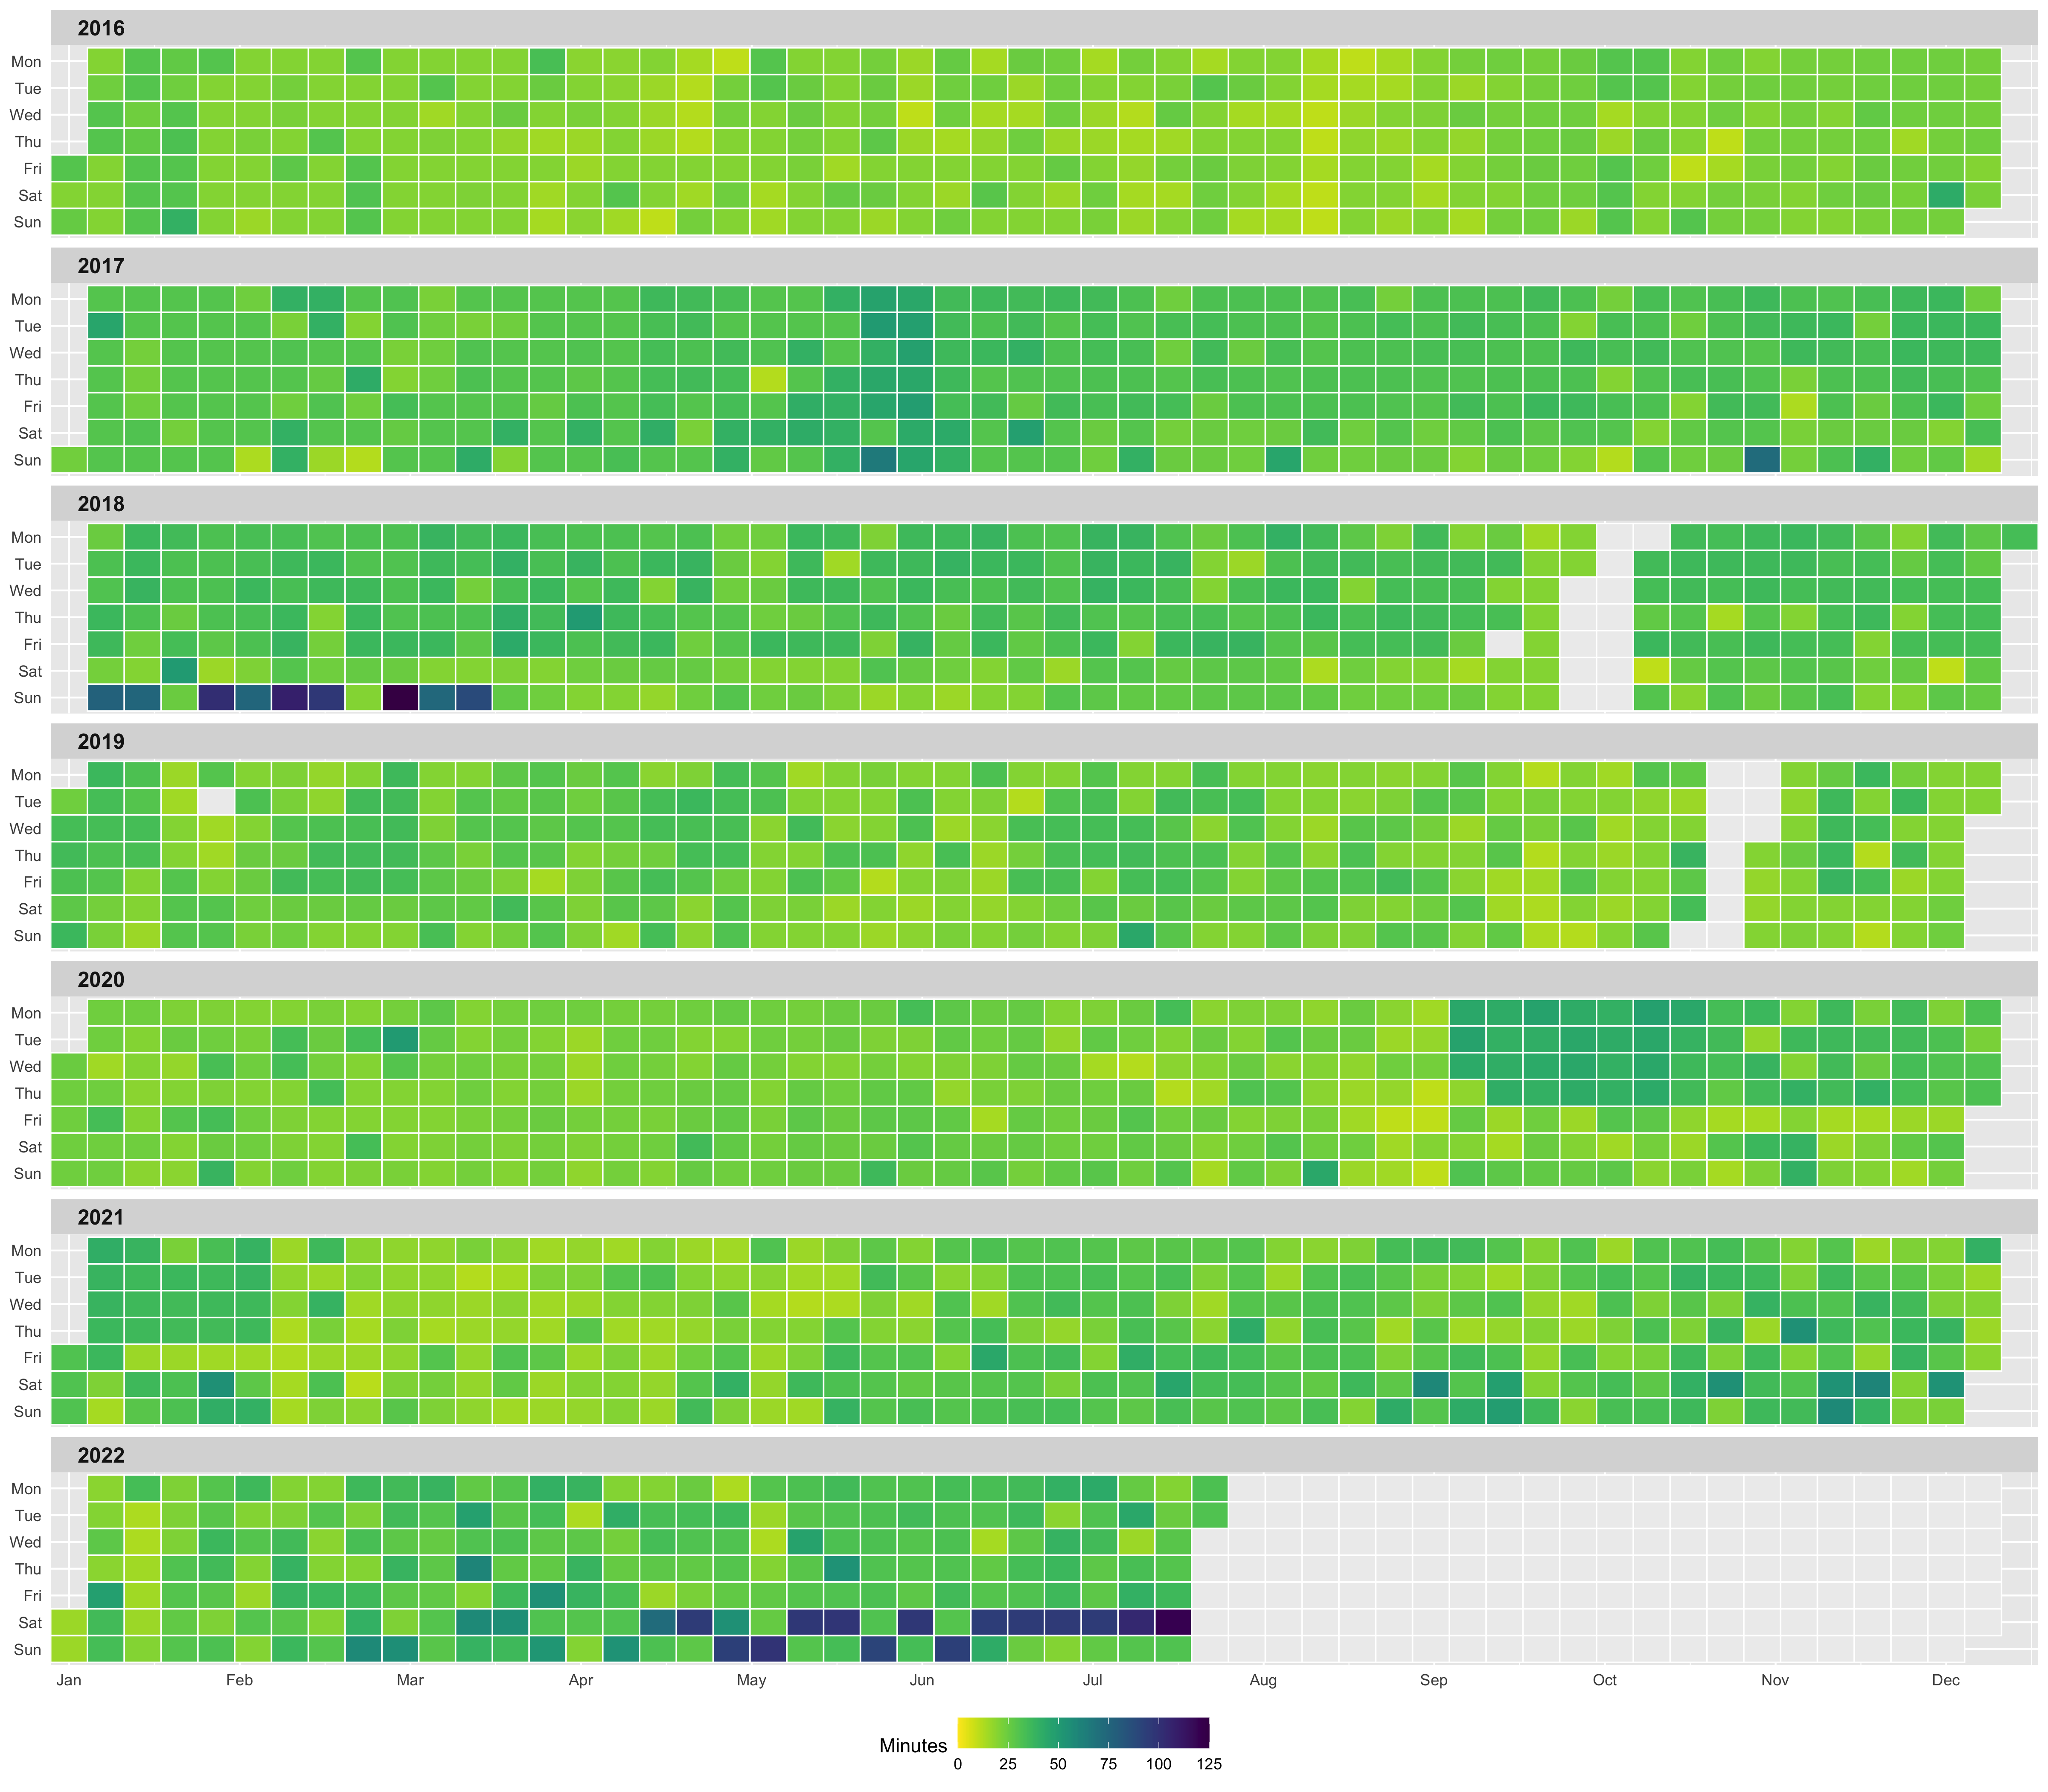 2016
Mon
Tue
Wed
Thu
Fri
Sat
Sun
2017
Mon
Tue
Wed
Thu
Fri
Sat
Sun
2018
Mon
Tue
Wed
Thu
Fri
Sat
Sun
2019
Mon
Tue
Wed
Thu
Fri
Sat
Sun
2020
Mon
Tue
Wed
Thu
Fri
Sat
Sun
2021
Mon
Tue
Wed
Thu
Fri
Sat
Sun
2022
Mon
Tue
Wed
Thu
Fri
Sat
Sun
Jan Feb Mar Apr May Jun Jul Aug Sep Oct Nov Dec
Minutes
0 25 50 75 100 125